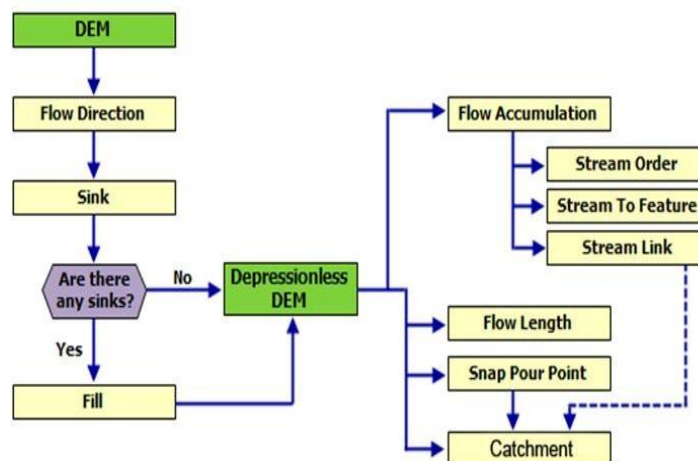 DEM
Flow Direction
Sink
Are there
any sinks?
No
Yes
Fill
Depressionless
DEM
Flow Accumulation
Stream Order
Stream To Feature
Stream Link
Flow Length
Snap Pour Point
Catchment